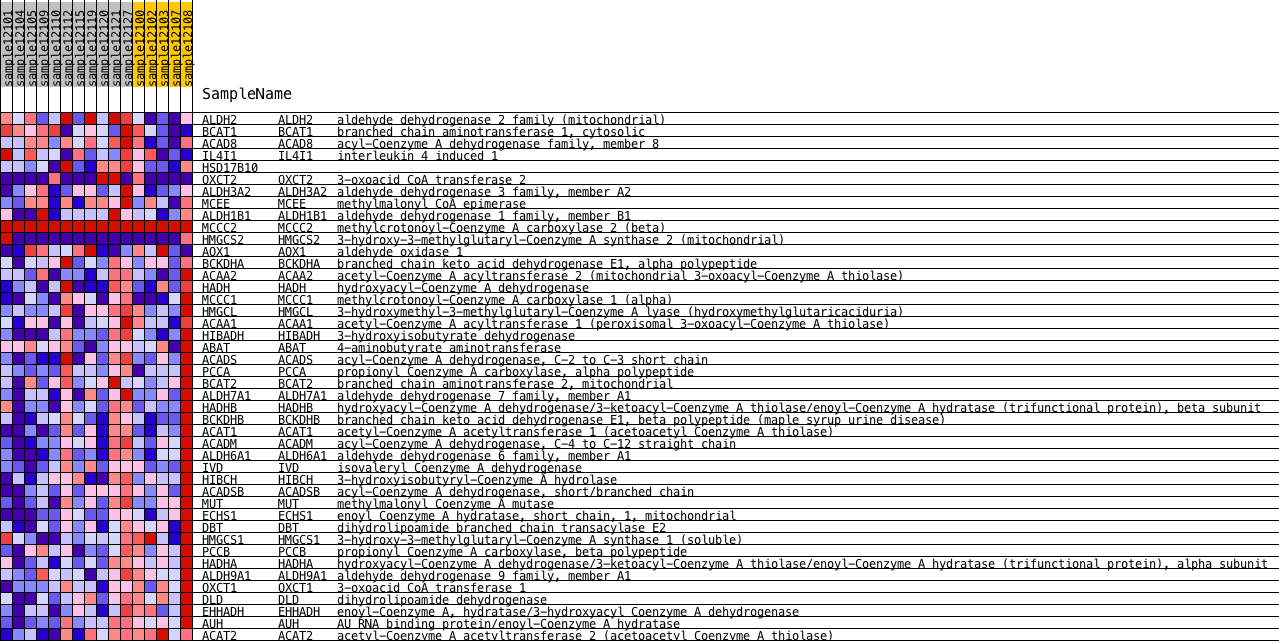 sample12101
sample12104
sample12105
sample12109
sample12110
sample12112
sample12115
sample12119
sample12120
sample12121
sample12127
sample12100
sample12102
sample12103
sample12107
sample12108
SampleName
ALDH2 ALDH2 aldehyde dehydrogenase 2 family (mitochondrial)
BCAT1 BCAT1 branched chain aminotransferase 1, cytosolic
ACAD8 ACAD8 acyl-Coenzyme A dehydrogenase family, member 8
IL4I1 IL4I1 interleukin 4 induced 1
HSD17B10
OXCT2 OXCT2 3-oxoacid CoA transferase 2
ALDH3A2 ALDH3A2 aldehyde dehydrogenase 3 family, member A2
MCEE MCEE methylmalonyl CoA epimerase
ALDH1B1 ALDH1B1 aldehyde dehydrogenase 1 family, member B1
MCCC2 MCCC2 methylcrotonoyl-Coenzyme A carboxylase 2 (beta)
HMGCS2 HMGCS2 3-hydroxy-3-methylglutaryl-Coenzyme A synthase 2 (mitochondrial)
AOX1 AOX1 aldehyde oxidase 1
BCKDHA BCKDHA branched chain keto acid dehydrogenase E1, alpha polypeptide
ACAA2 ACAA2 acetyl-Coenzyme A acyltransferase 2 (mitochondrial 3-oxoacyl-Coenzyme A thiolase)
HADH HADH hydroxyacyl-Coenzyme A dehydrogenase
MCCC1 MCCC1 methylcrotonoyl-Coenzyme A carboxylase 1 (alpha)
HMGCL HMGCL 3-hydroxymethyl-3-methylglutaryl-Coenzyme A lyase (hydroxymethylglutaricaciduria)
ACAA1 ACAA1 acetyl-Coenzyme A acyltransferase 1 (peroxisomal 3-oxoacyl-Coenzyme A thiolase)
HIBADH HIBADH 3-hydroxyisobutyrate dehydrogenase
ABAT ABAT 4-aminobutyrate aminotransferase
ACADS ACADS acyl-Coenzyme A dehydrogenase, C-2 to C-3 short chain
PCCA PCCA propionyl Coenzyme A carboxylase, alpha polypeptide
BCAT2 BCAT2 branched chain aminotransferase 2, mitochondrial
ALDH7A1 ALDH7A1 aldehyde dehydrogenase 7 family, member A1
HADHB HADHB hydroxyacyl-Coenzyme A dehydrogenase/3-ketoacyl-Coenzyme A thiolase/enoyl-Coenzyme A hydratase (trifunctional protein), beta subunit
BCKDHB BCKDHB branched chain keto acid dehydrogenase E1, beta polypeptide (maple syrup urine disease)
ACAT1 ACAT1 acetyl-Coenzyme A acetyltransferase 1 (acetoacetyl Coenzyme A thiolase)
ACADM ACADM acyl-Coenzyme A dehydrogenase, C-4 to C-12 straight chain
ALDH6A1 ALDH6A1 aldehyde dehydrogenase 6 family, member A1
IVD IVD isovaleryl Coenzyme A dehydrogenase
HIBCH HIBCH 3-hydroxyisobutyryl-Coenzyme A hydrolase
ACADSB ACADSB acyl-Coenzyme A dehydrogenase, short/branched chain
MUT MUT methylmalonyl Coenzyme A mutase
ECHS1 ECHS1 enoyl Coenzyme A hydratase, short chain, 1, mitochondrial
DBT DBT dihydrolipoamide branched chain transacylase E2
HMGCS1 HMGCS1 3-hydroxy-3-methylglutaryl-Coenzyme A synthase 1 (soluble)
PCCB PCCB propionyl Coenzyme A carboxylase, beta polypeptide
HADHA HADHA hydroxyacyl-Coenzyme A dehydrogenase/3-ketoacyl-Coenzyme A thiolase/enoyl-Coenzyme A hydratase (trifunctional protein), alpha subunit
ALDH9A1 ALDH9A1 aldehyde dehydrogenase 9 family, member A1
OXCT1 OXCT1 3-oxoacid CoA transferase 1
DLD DLD dihydrolipoamide dehydrogenase
EHHADH EHHADH enoyl-Coenzyme A, hydratase/3-hydroxyacyl Coenzyme A dehydrogenase
AUH AUH AU RNA binding protein/enoyl-Coenzyme A hydratase
ACAT2 ACAT2 acetyl-Coenzyme A acetyltransferase 2 (acetoacetyl Coenzyme A thiolase)